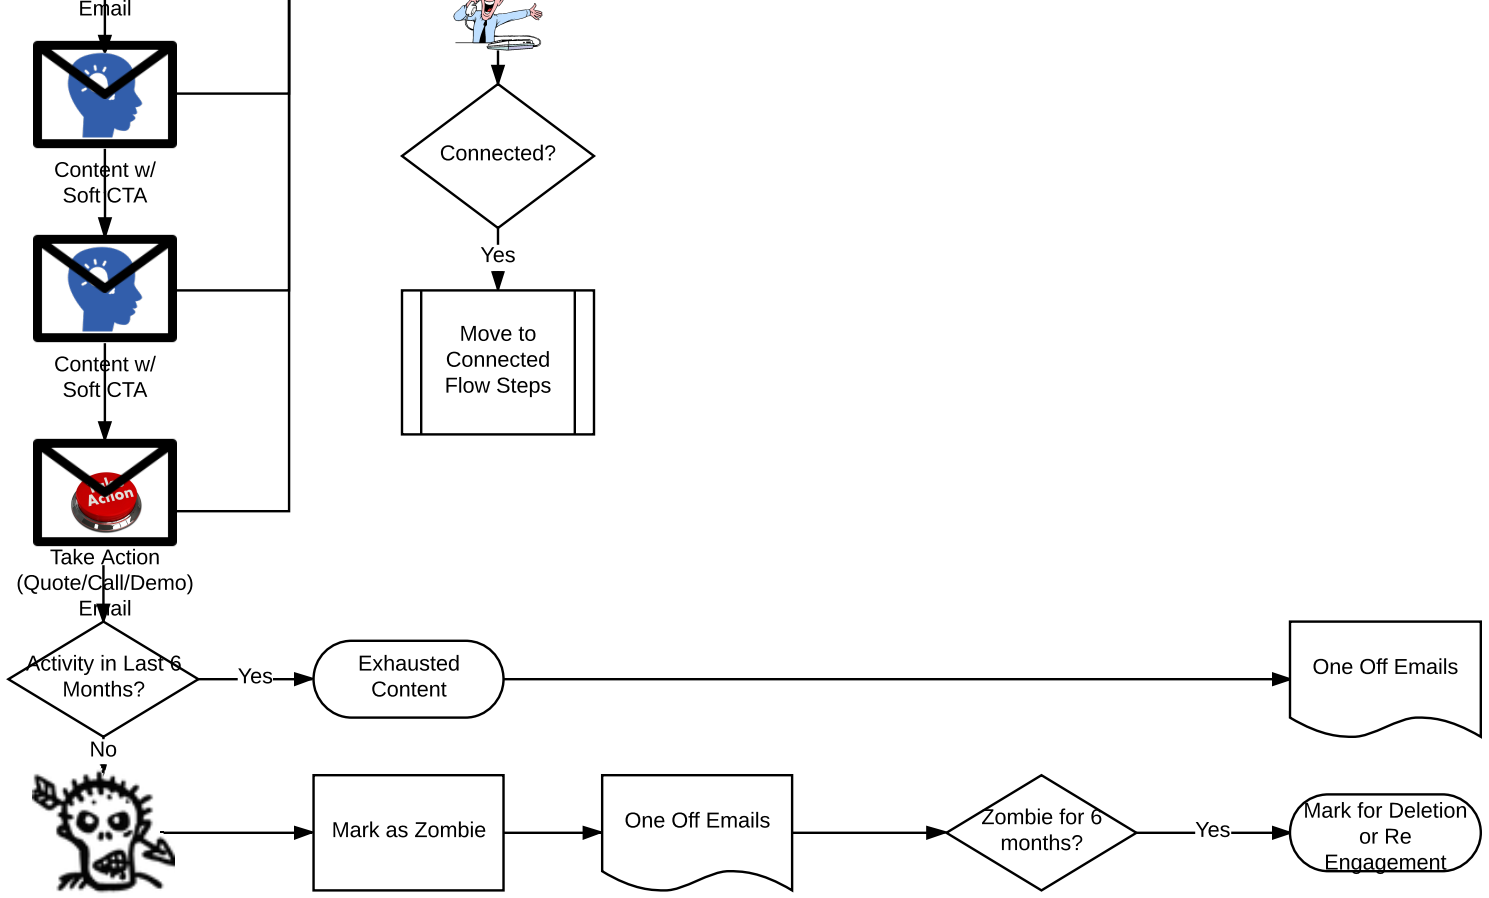 Email
Content w/
Soft CTA
Connected?
Yes
Content w/
Soft CTA
Move to
Connected
Flow Steps
Action
Take Action
(Quote/Call/Demo)
Email
Activity in Last 6
Months?
Yes
Exhausted
Content
One Off Emails
No
Mark as Zombie
One Off Emails
Zombie for 6
months?
Yes
Mark for Deletion
or Re
Engagement